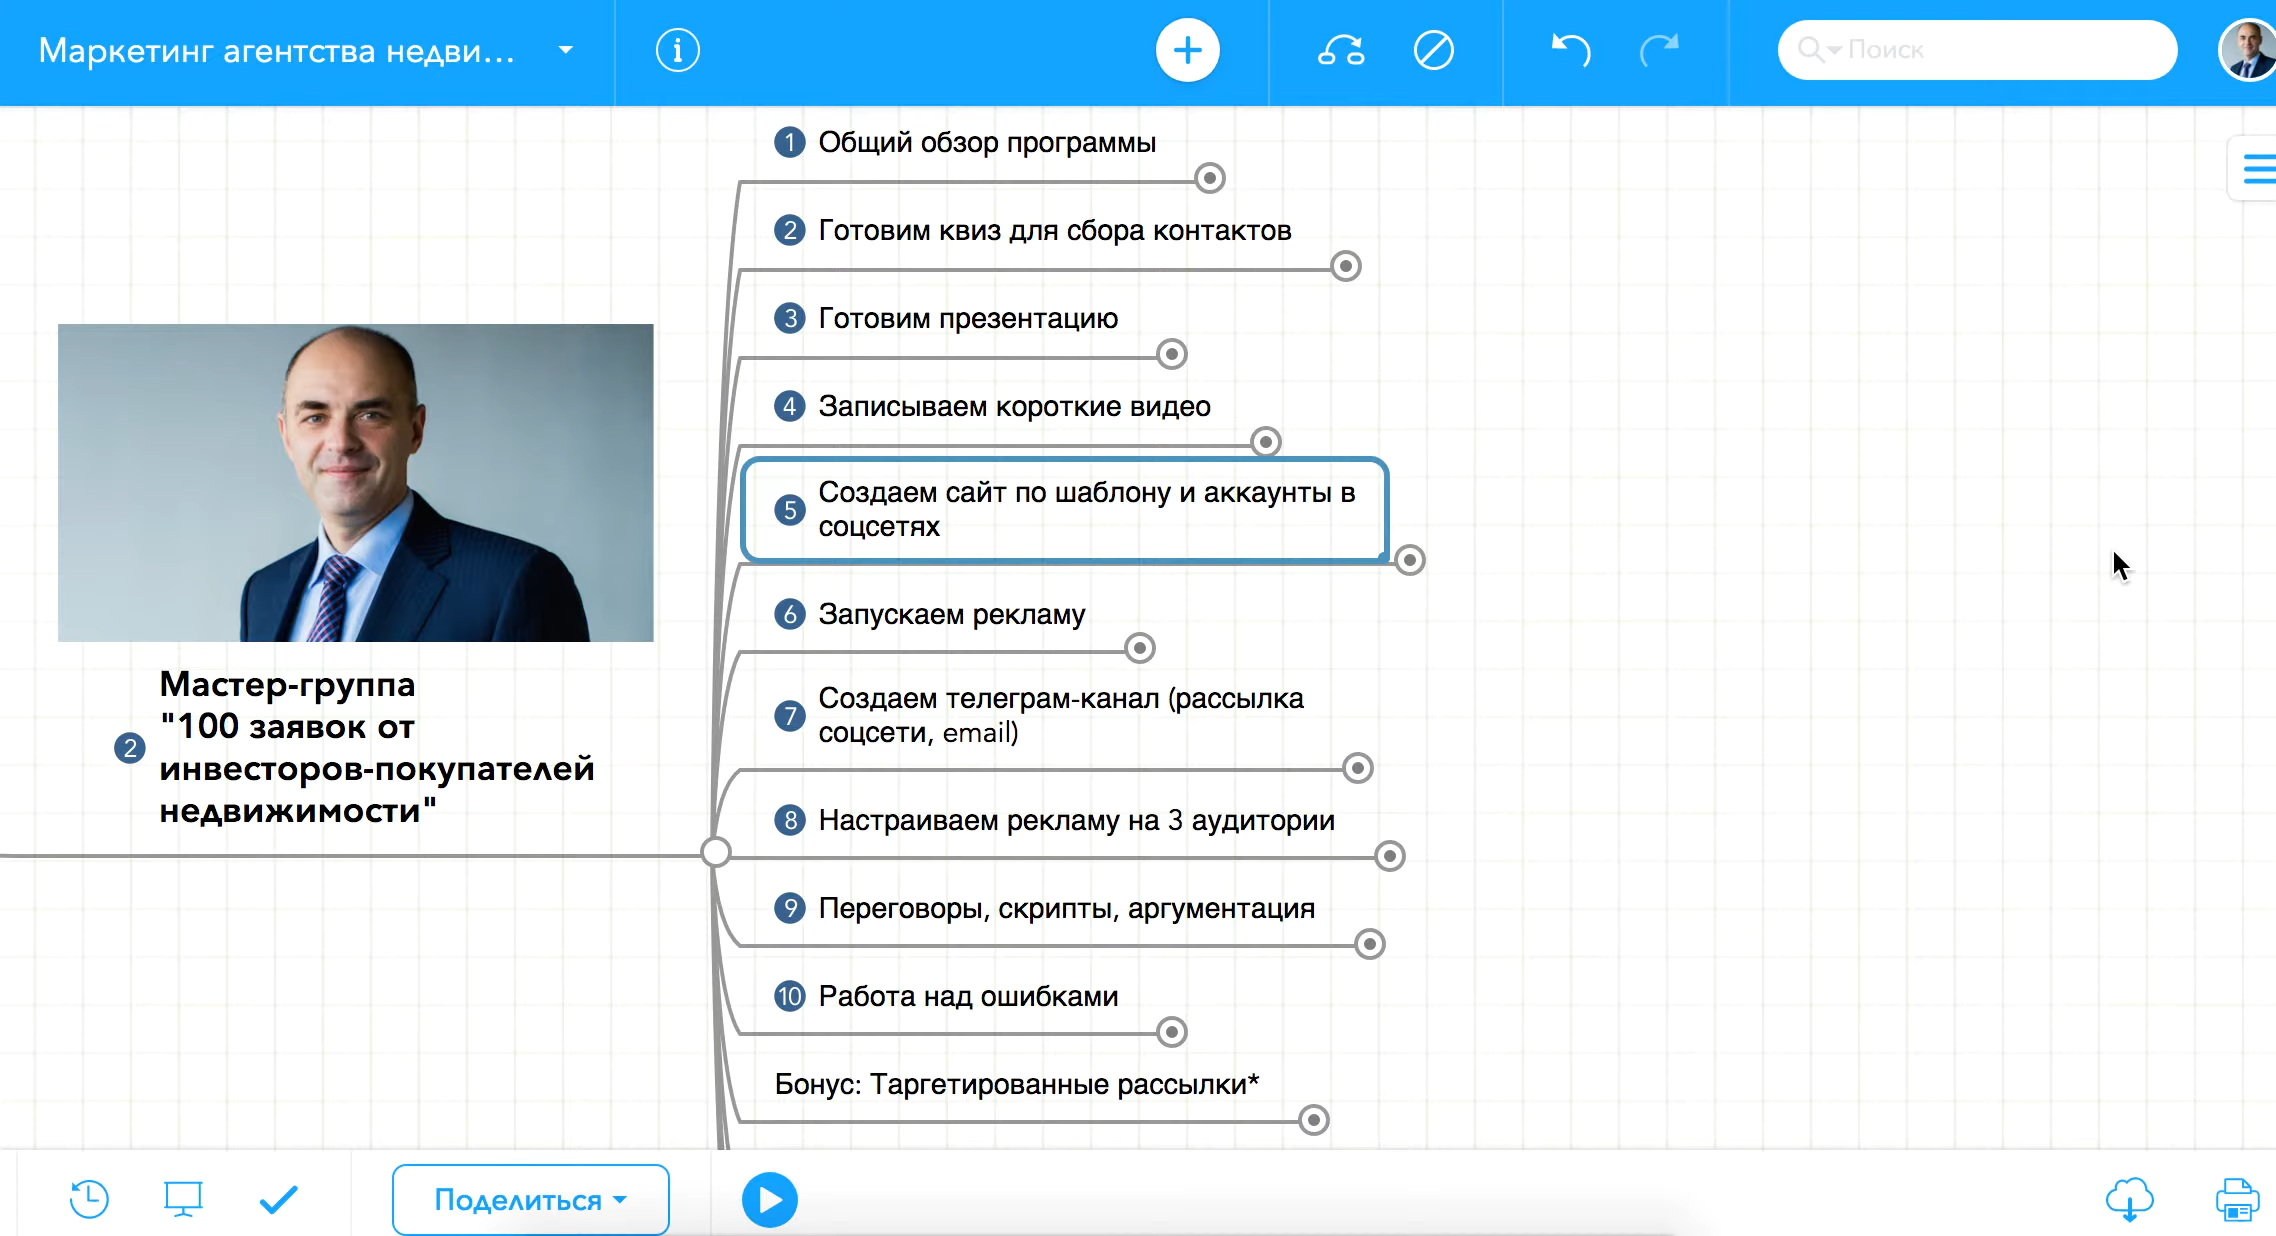 Маркетинг агентства недви...
Поиск
1 Общий обзор программы
2 Готовим квиз для сбора контактов
3 Готовим презентацию
4 Записываем короткие видео
5 Создаем сайт по шаблону и аккаунты в
соцсетях
6 Запускаем рекламу
7 Создаем телеграм-канал (рассылка
соцсети, email)
8 Настраиваем рекламу на 3 аудитории
9 Переговоры, скрипты, аргументация
10 Работа над ошибками
Бонус: Таргетированные рассылки*
Мастер-группа
"100 заявок от
2 инвесторов-покупателей
недвижимости"
Поделиться